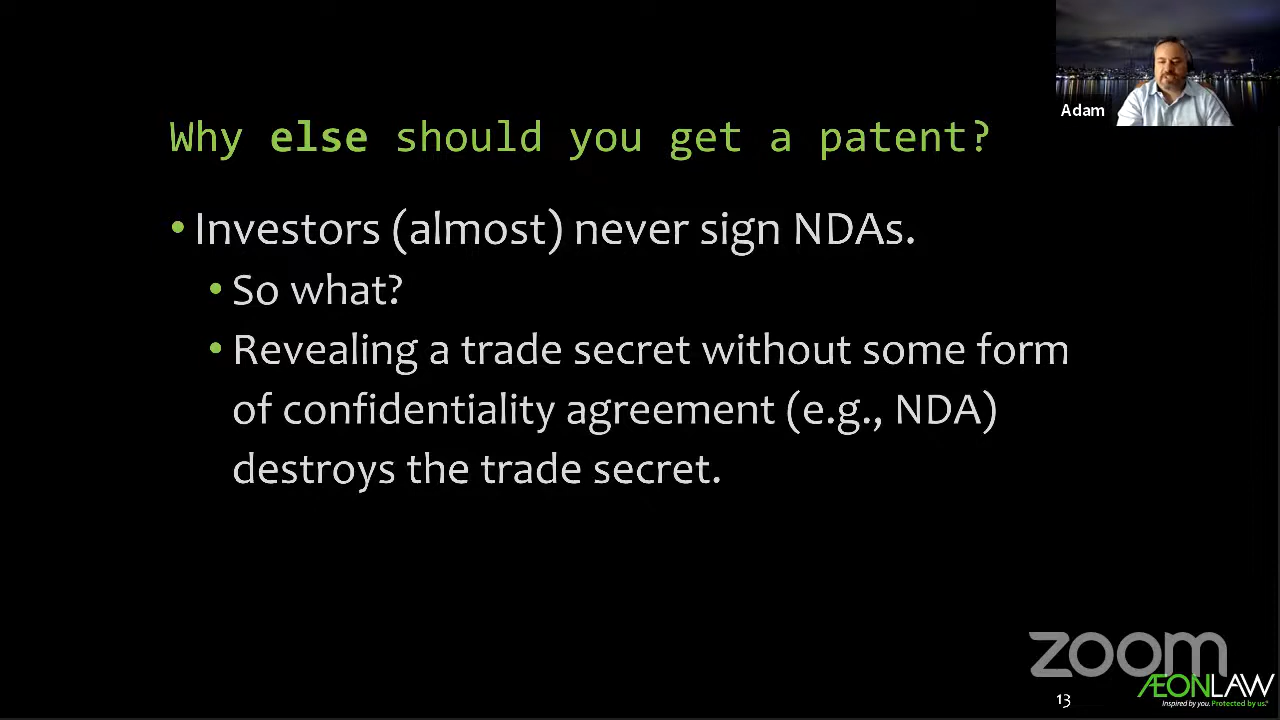 Adam
Why else should you get a patent?
• Investors (almost) never sign NDAs.
• So what?
• Revealing a trade secret without some form
of confidentiality agreement (e.g., NDA)
destroys the trade secret.
zoom
ÆONLAW
Inspired by you. Protected by us.®
13